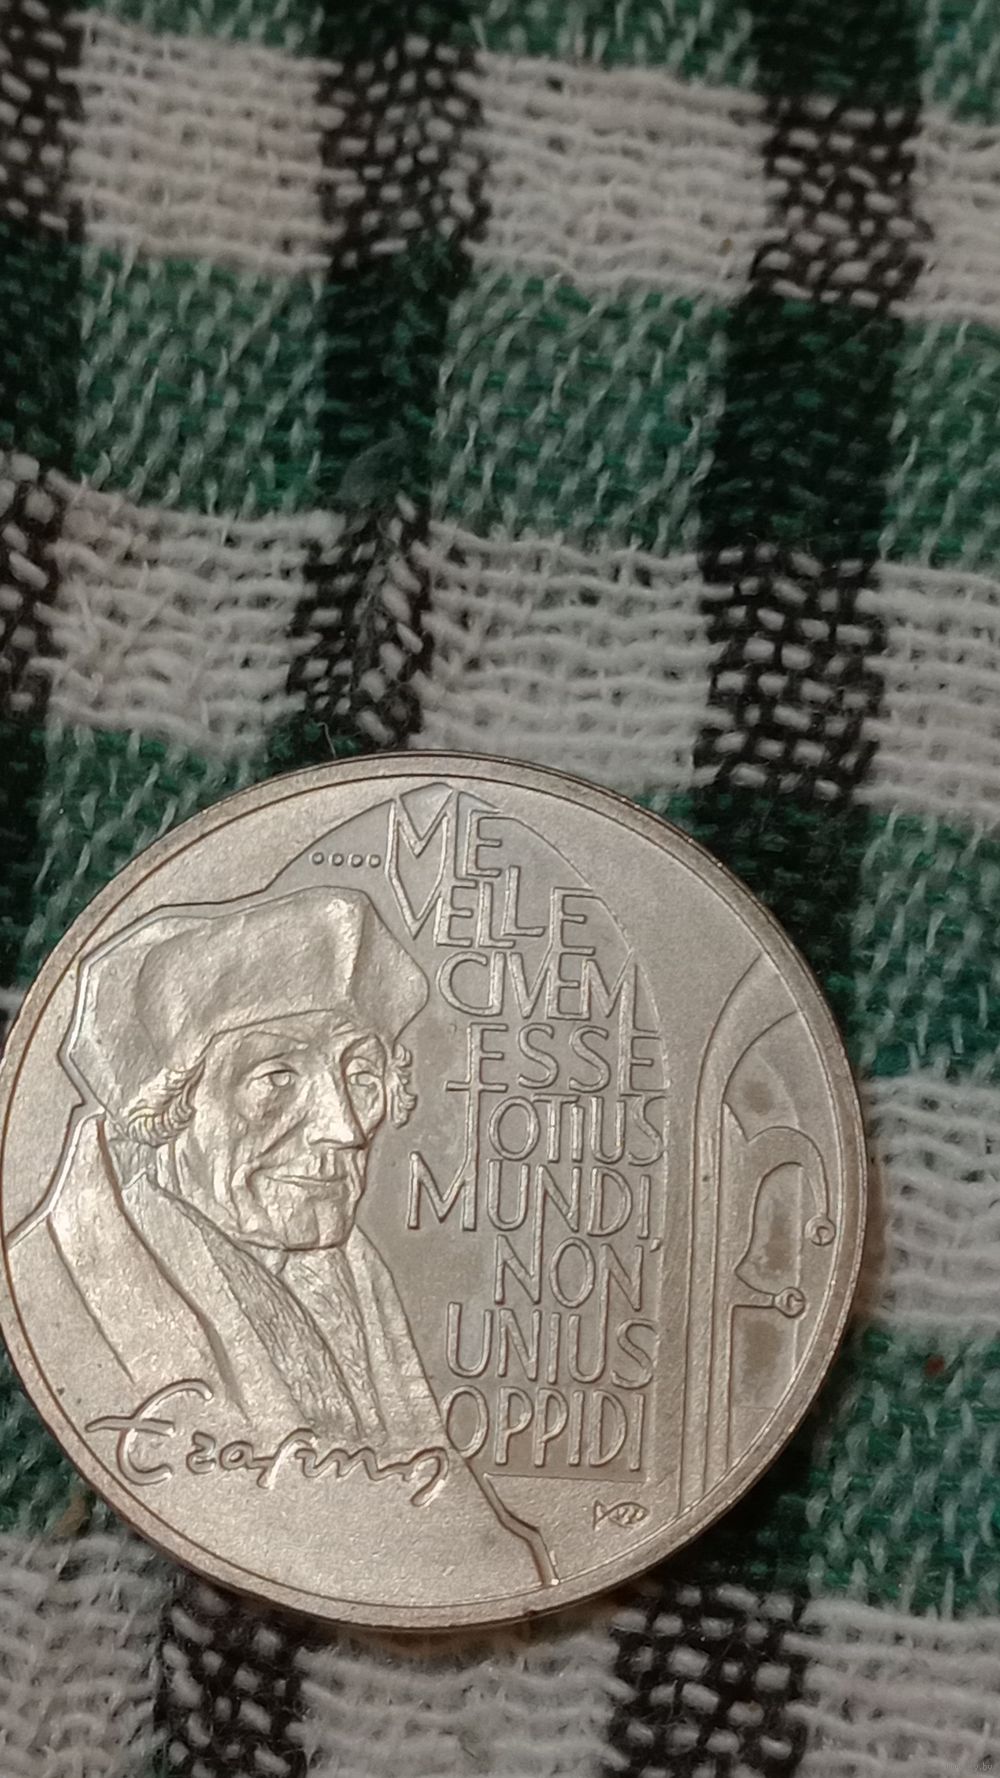 ME
VELLE
CIVEM
ESSE
TOTIUS
MUNDI,
NON
UNIUS
OPPIDI
Erasmus